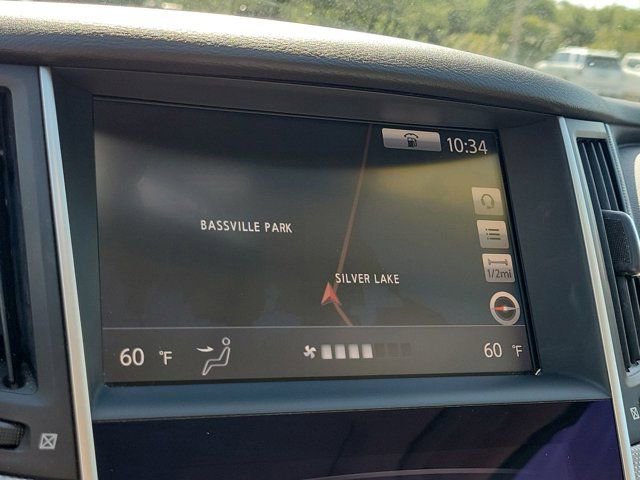 10:34
BASSVILLE PARK
SILVER LAKE
1/2mi
60 °F
60 °F